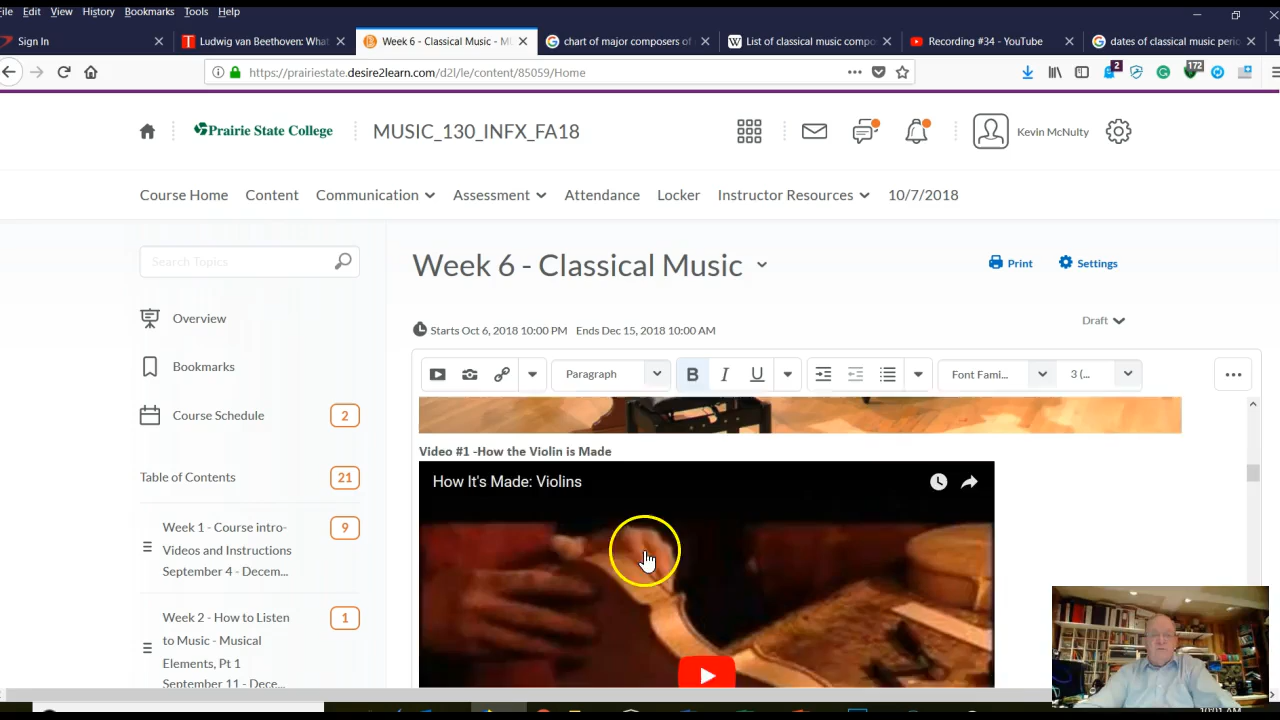 File Edit View History Bookmarks Tools Help
Sign In
Ludwig van Beethoven: What
Week 6 - Classical Music - MU
chart of major composers of
List of classical music compo
Recording #34 - YouTube
dates of classical music perio
https://prairiestate.desire2learn.com/d2l/le/content/85059/Home
2
172
Prairie State College
MUSIC_130_INFX_FA18
Kevin McNulty
Course Home Content Communication Assessment Attendance Locker Instructor Resources 10/7/2018
Search Topics
Overview
Bookmarks
Course Schedule 2
Table of Contents 21
Week 1 - Course intro-
Videos and Instructions
September 4 - Decem...
9
Week 2 - How to Listen
to Music - Musical
Elements, Pt 1
September 11 - Dece...
1
Week 6 - Classical Music
Print Settings
Starts Oct 6, 2018 10:00 PM Ends Dec 15, 2018 10:00 AM
Draft
Paragraph B I U Font Fami... 3 (...
Video #1 -How the Violin is Made
How It's Made: Violins